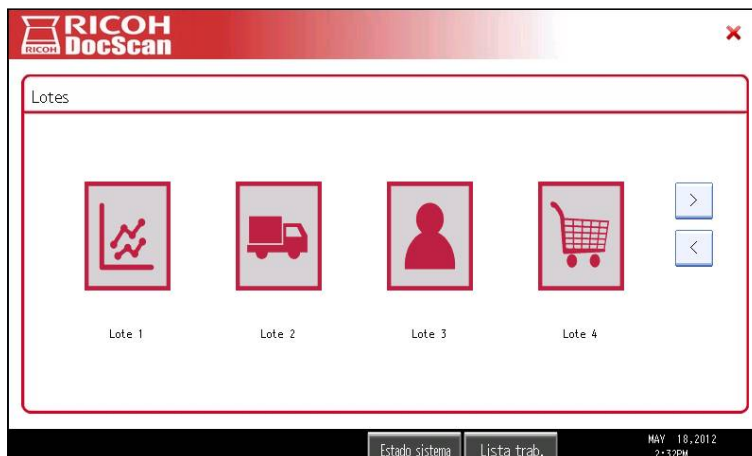 RICOH
RICOH DocScan
Lotes
>
<
Lote 1 Lote 2 Lote 3 Lote 4
Estado sistema Lista trab. MAY 18,2012
2:32PM